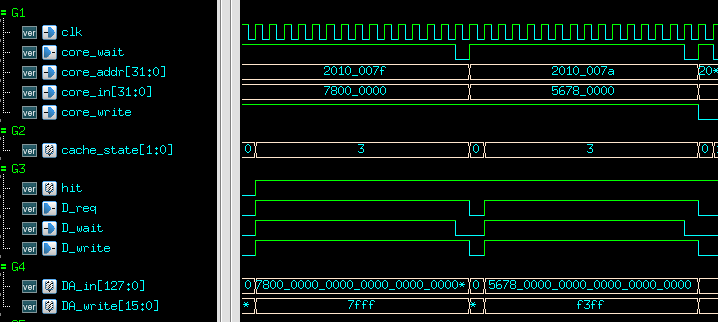 G1
ver clk
ver core_wait
ver core_addr[31:0] 2010_007f 2010_007a 20*
ver core_in[31:0] 7800_0000 5678_0000
ver core_write
G2
ver cache_state[1:0] 0 3 0 3 0
G3
ver hit
ver D_req
ver D_wait
ver D_write
G4
ver DA_in[127:0] 0 7800_0000_0000_0000_0000_0000* 0 5678_0000_0000_0000_0000_0000
ver DA_write[15:0] * 7fff * f3ff